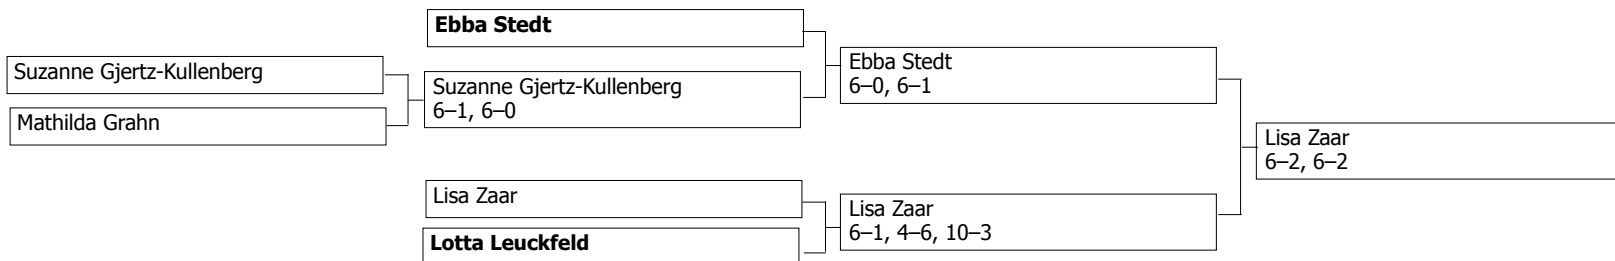 Ebba Stedt
Suzanne Gjertz-Kullenberg
Mathilda Grahn
Suzanne Gjertz-Kullenberg
6–1, 6–0
Ebba Stedt
6–0, 6–1
Lisa Zaar
6–2, 6–2
Lisa Zaar
Lotta Leuckfeld
Lisa Zaar
6–1, 4–6, 10–3